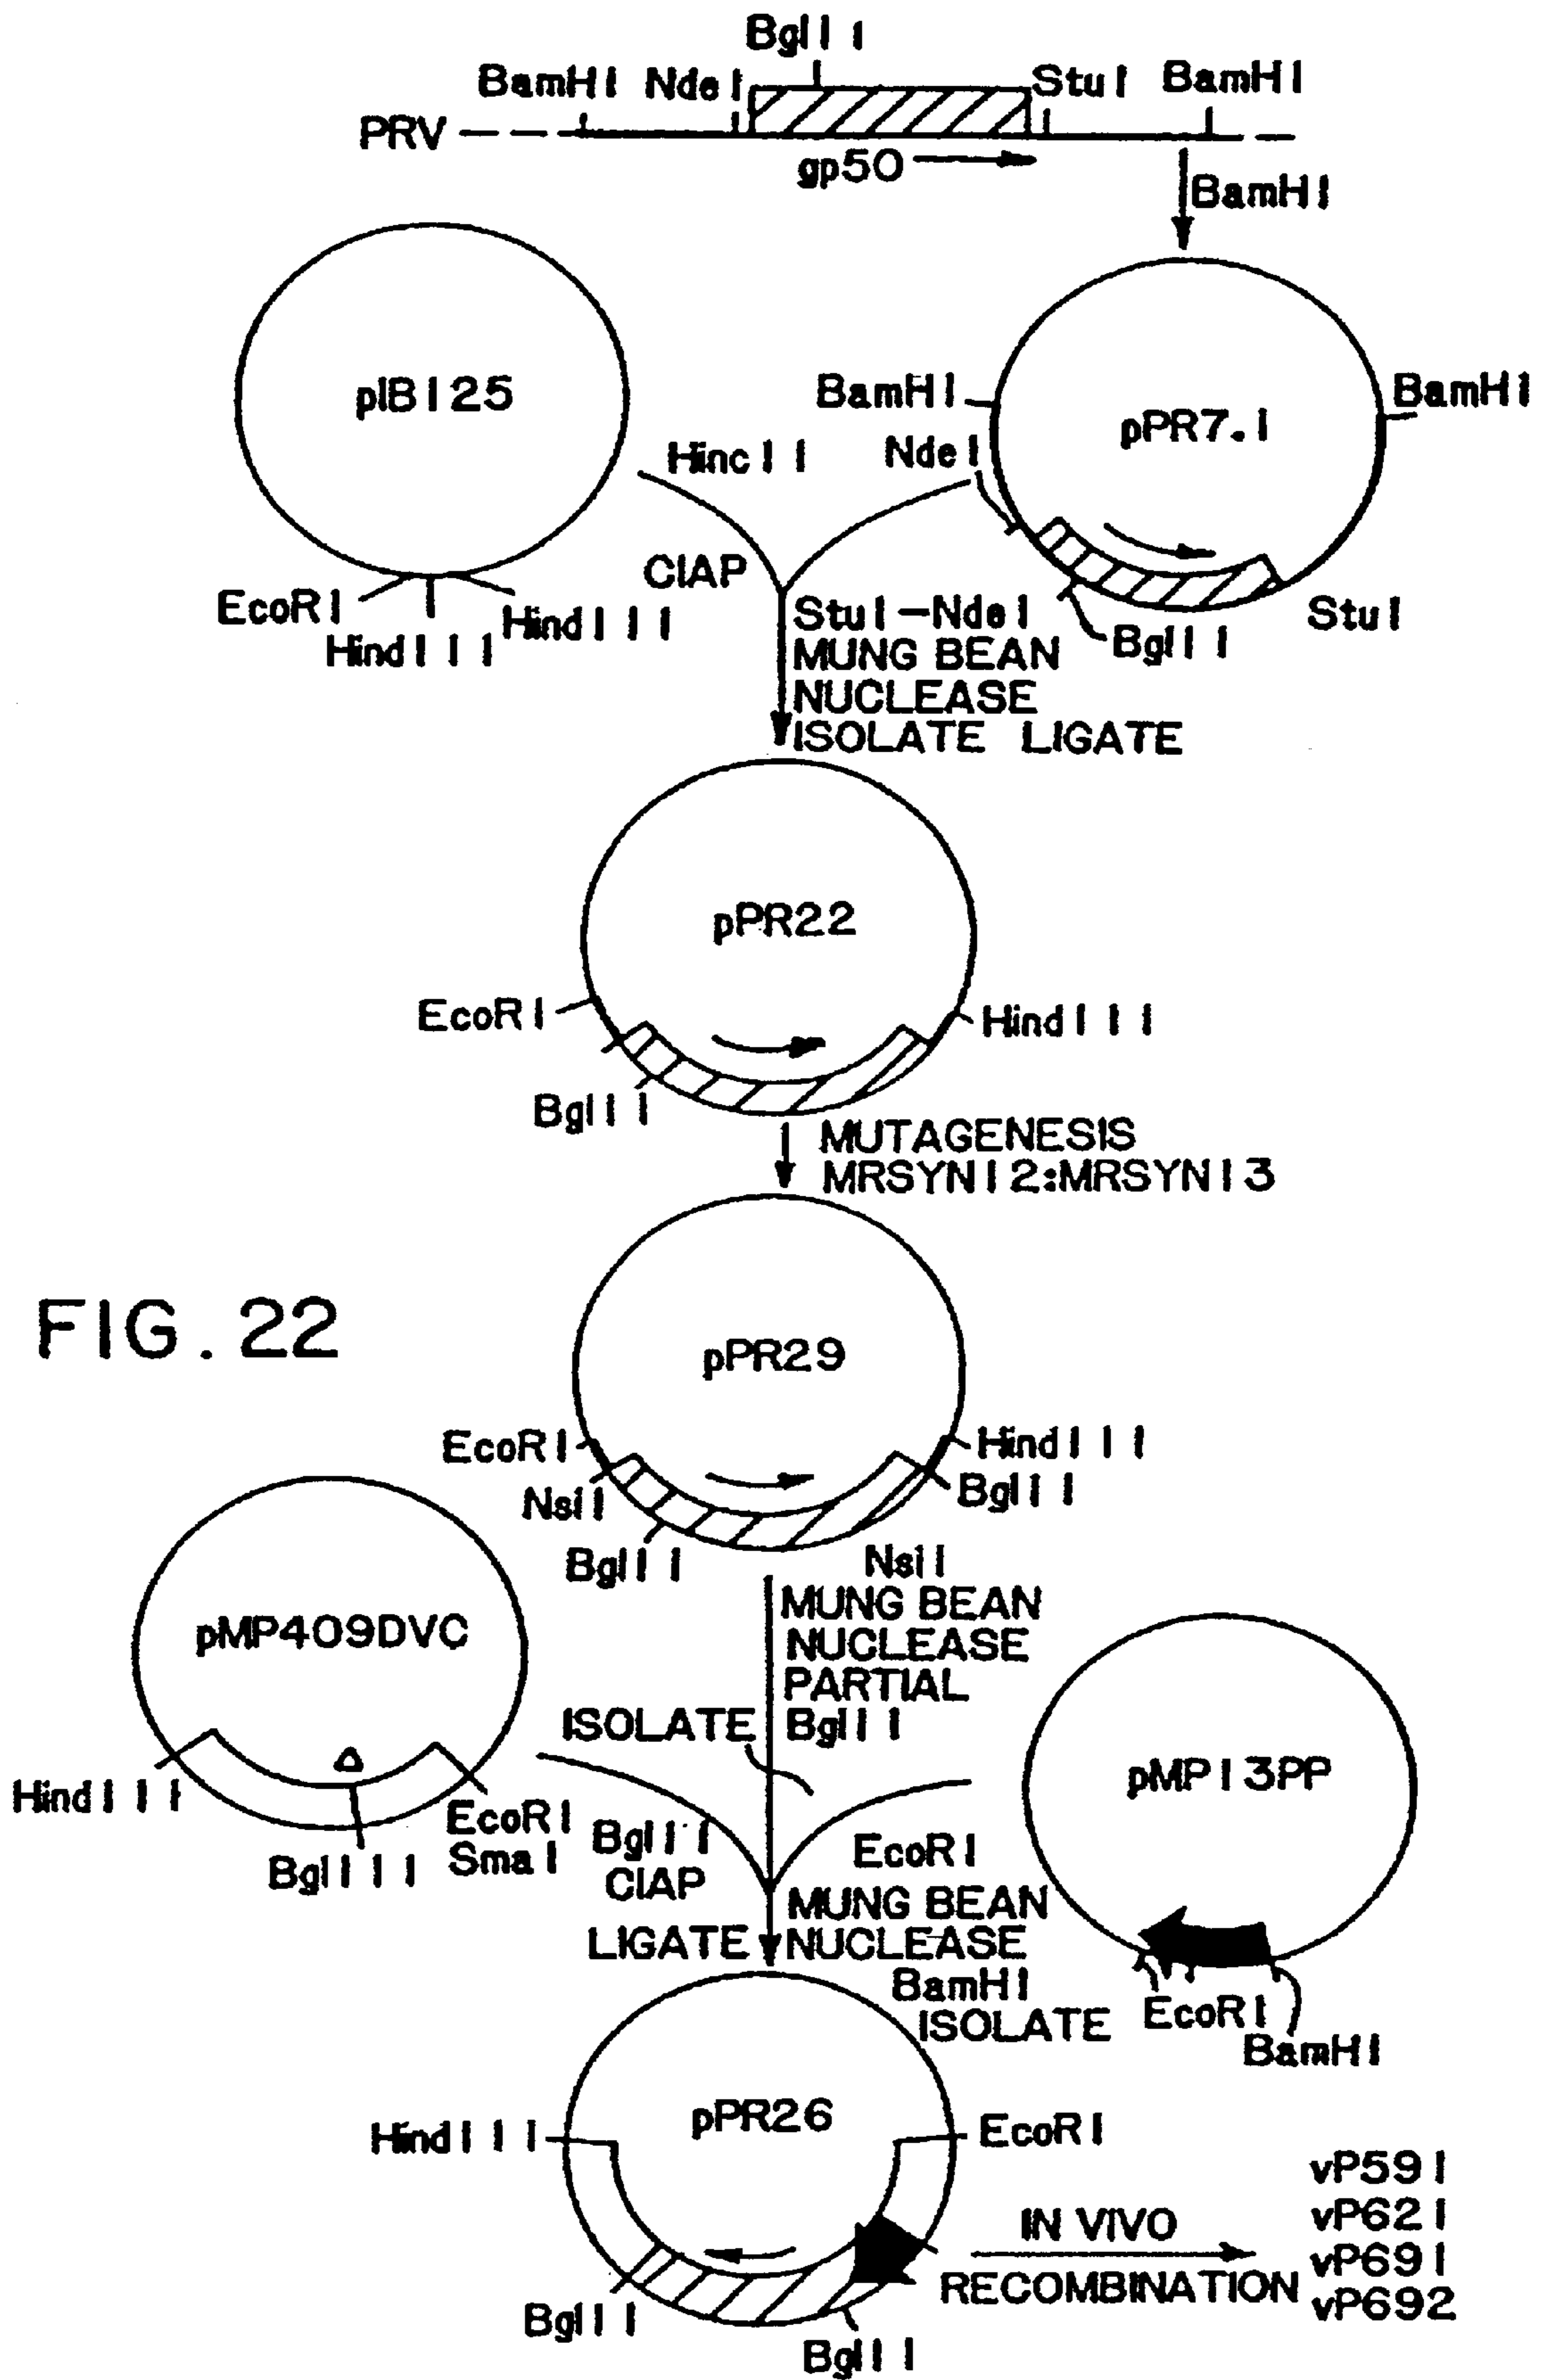 BglII
BamHI NdeI StuI BamHI
PRV
gp50
BamHI
pIBI25
BamHI
pPR7.1
BamHI
HincII
NdeI
CIAP
EcoRI
HindIII
HindIII
StuI-NdeI
MUNG BEAN
NUCLEASE
ISOLATE LIGATE
BglII
StuI
pPR22
EcoRI
HindIII
BglII
MUTAGENESIS
MRSYN12:MRSYN13
FIG. 22
pPR29
EcoRI
HindIII
NsiI
BglII
BglII
NsiI
MUNG BEAN
NUCLEASE
PARTIAL
BglII
ISOLATE
pMP409DVC
HindIII
BglIII
EcoRI
SmaI
BglII
CIAP
LIGATE
EcoRI
MUNG BEAN
NUCLEASE
BamHI
ISOLATE
pMP13PP
EcoRI
BamHI
pPR26
HindIII
EcoRI
BglII
BglII
IN VIVO
RECOMBINATION
vP591
vP621
vP691
vP692